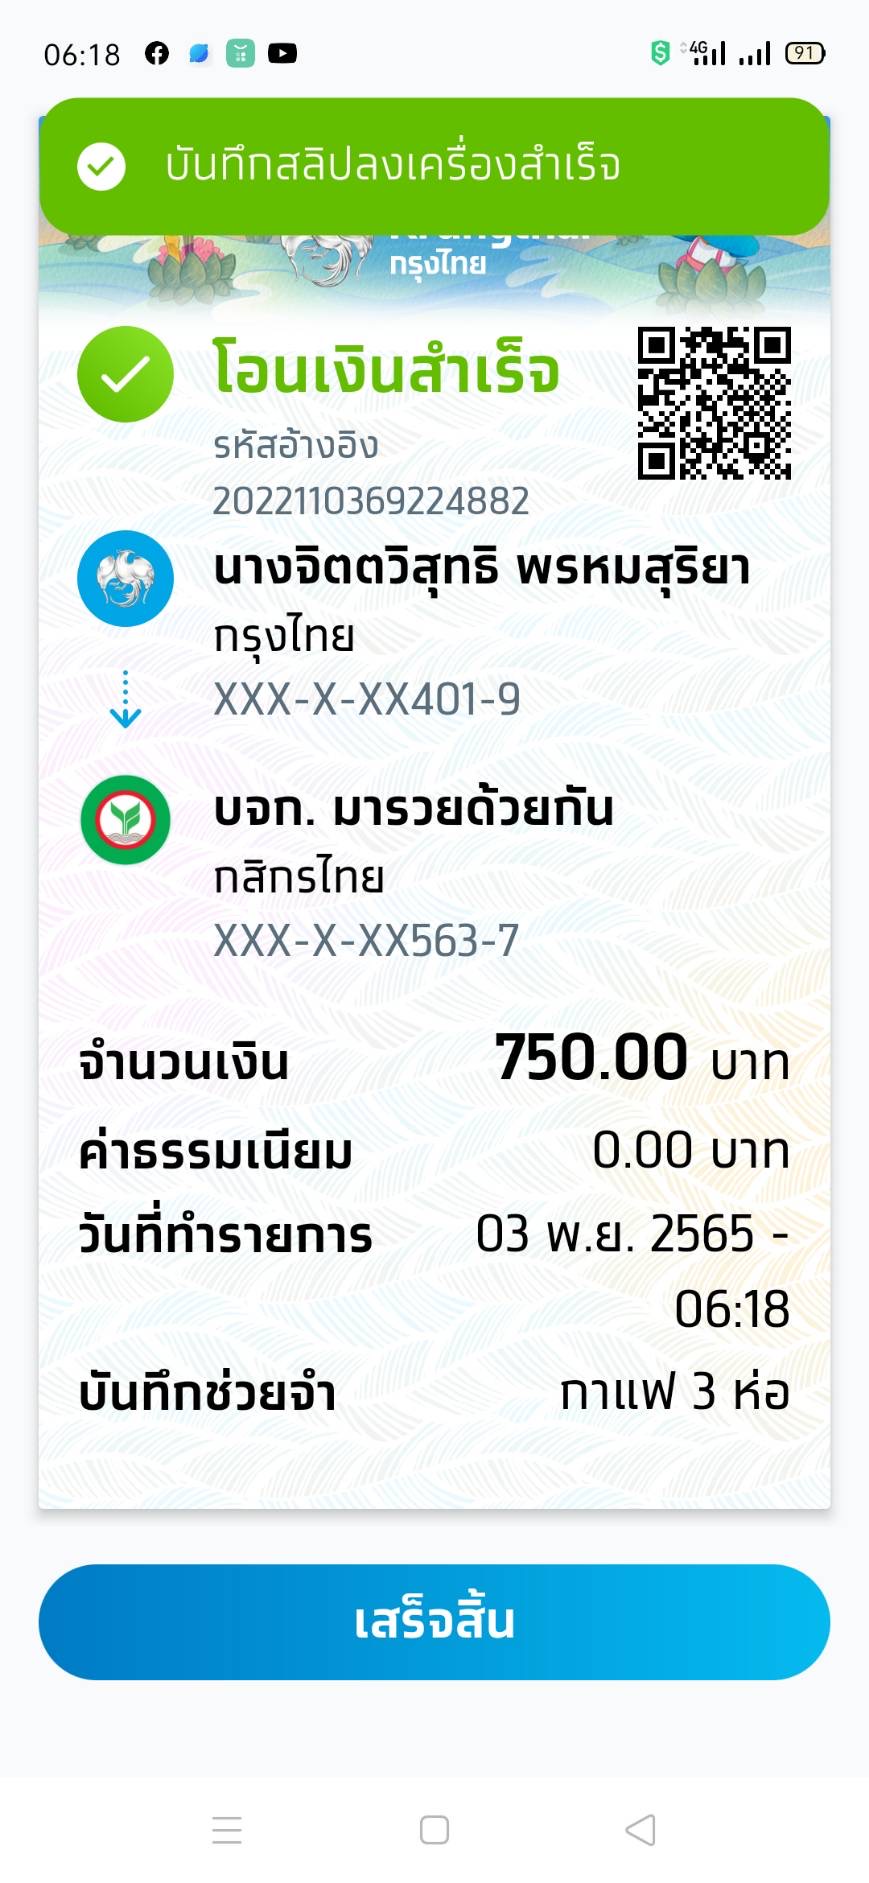 06:18
4G
91
บันทึกสลิปลงเครื่องสำเร็จ
กรุงไทย
โอนเงินสำเร็จ
รหัสอ้างอิง
2022110369224882
นางจิตตวิสุทธิ พรหมสุริยา
กรุงไทย
XXX-X-XX401-9
บจก. มารวยด้วยกัน
กสิกรไทย
XXX-X-XX563-7
จำนวนเงิน 750.00 บาท
ค่าธรรมเนียม 0.00 บาท
วันที่ทำรายการ 03 พ.ย. 2565 -
06:18
บันทึกช่วยจำ กาแฟ 3 ห่อ
เสร็จสิ้น